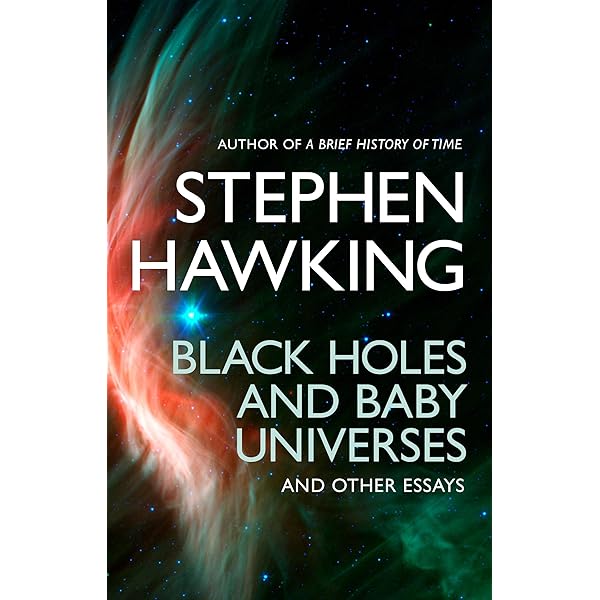 AUTHOR OF A BRIEF HISTORY OF TIME
STEPHEN
HAWKING
BLACK HOLES
AND BABY
UNIVERSES
AND OTHER ESSAYS